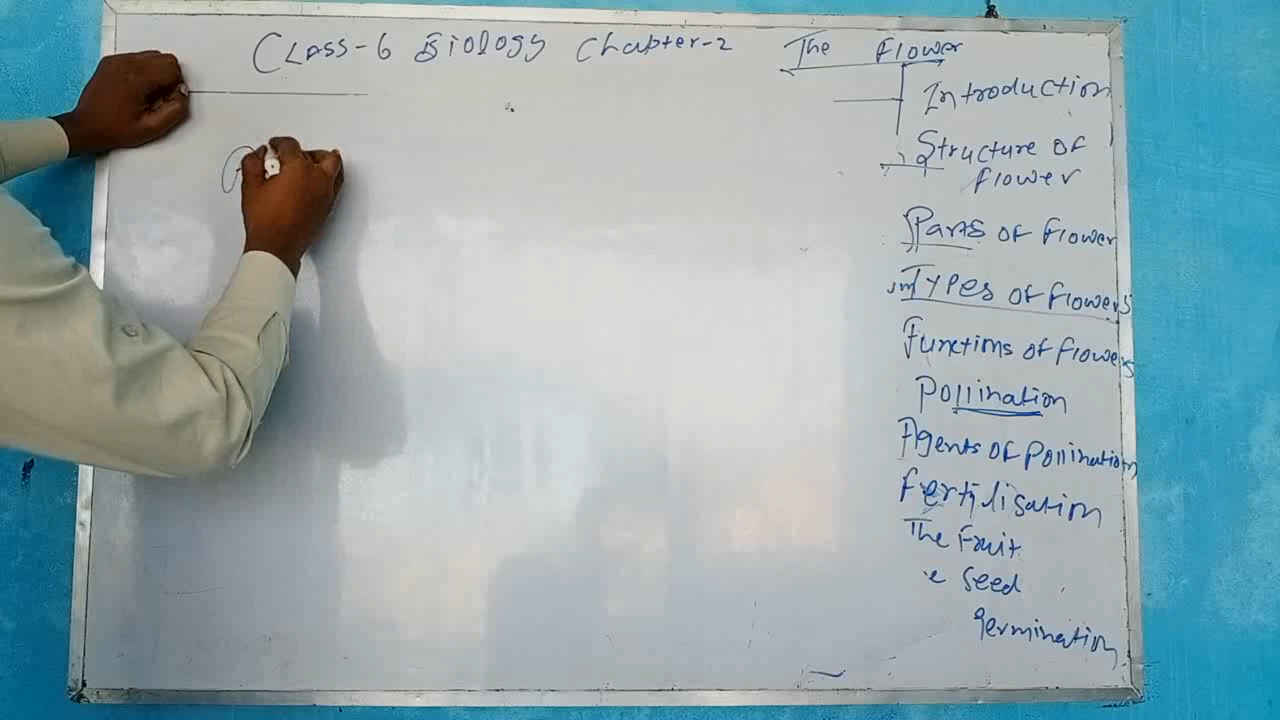 CLASS-6 Biology Chapter-2 The Flower
Introduction
Structure of
flower
Parts of flower
Types of flowers
Functions of flowers
Pollination
Agents of pollination
fertilisation
The Fruit
seed
germination